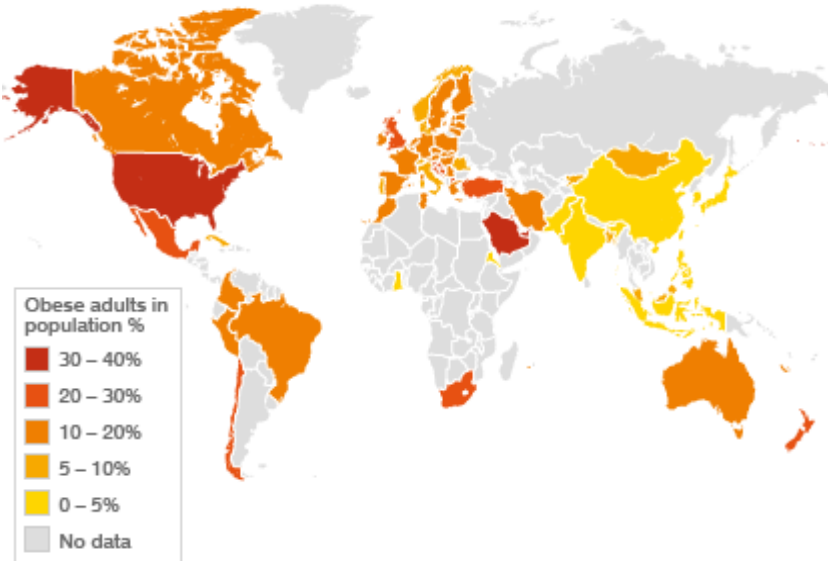 Obese adults in
population %
30 – 40%
20 – 30%
10 – 20%
5 – 10%
0 – 5%
No data